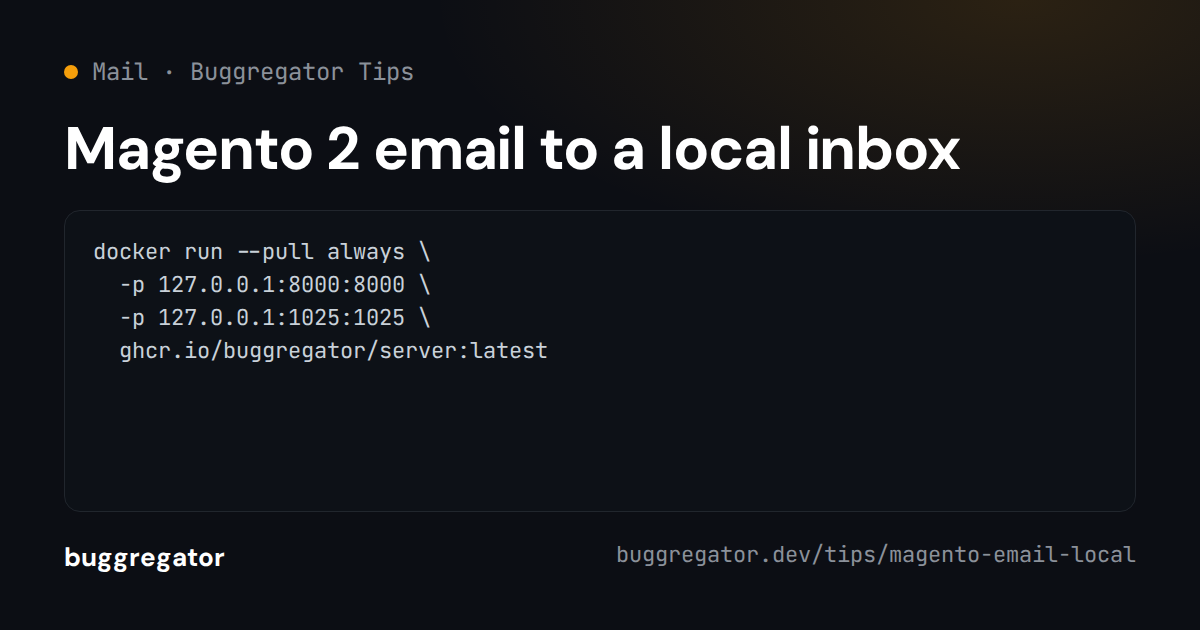 Mail · Buggregator Tips
Magento 2 email to a local inbox
docker run --pull always \
  -p 127.0.0.1:8000:8000 \
  -p 127.0.0.1:1025:1025 \
  ghcr.io/buggregator/server:latest
buggregator
buggregator.dev/tips/magento-email-local